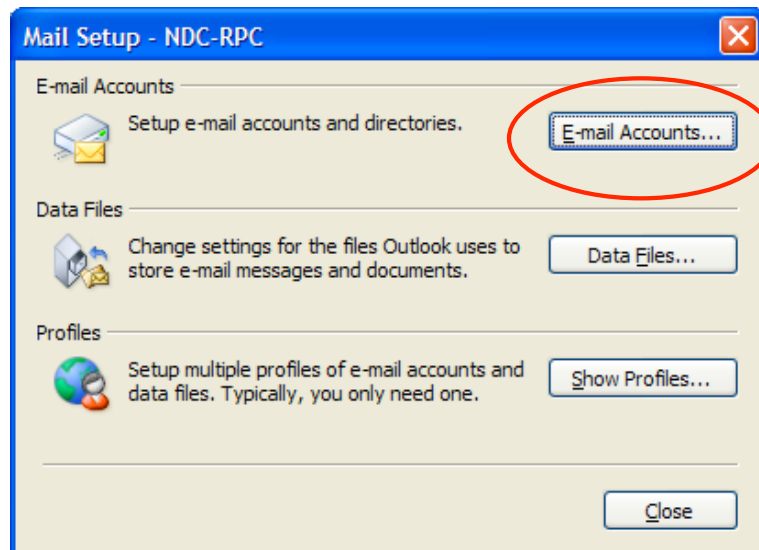 Mail Setup - NDC-RPC
E-mail Accounts
Setup e-mail accounts and directories.
E-mail Accounts...
Data Files
Change settings for the files Outlook uses to
store e-mail messages and documents.
Data Files...
Profiles
Setup multiple profiles of e-mail accounts and
data files. Typically, you only need one.
Show Profiles...
Close